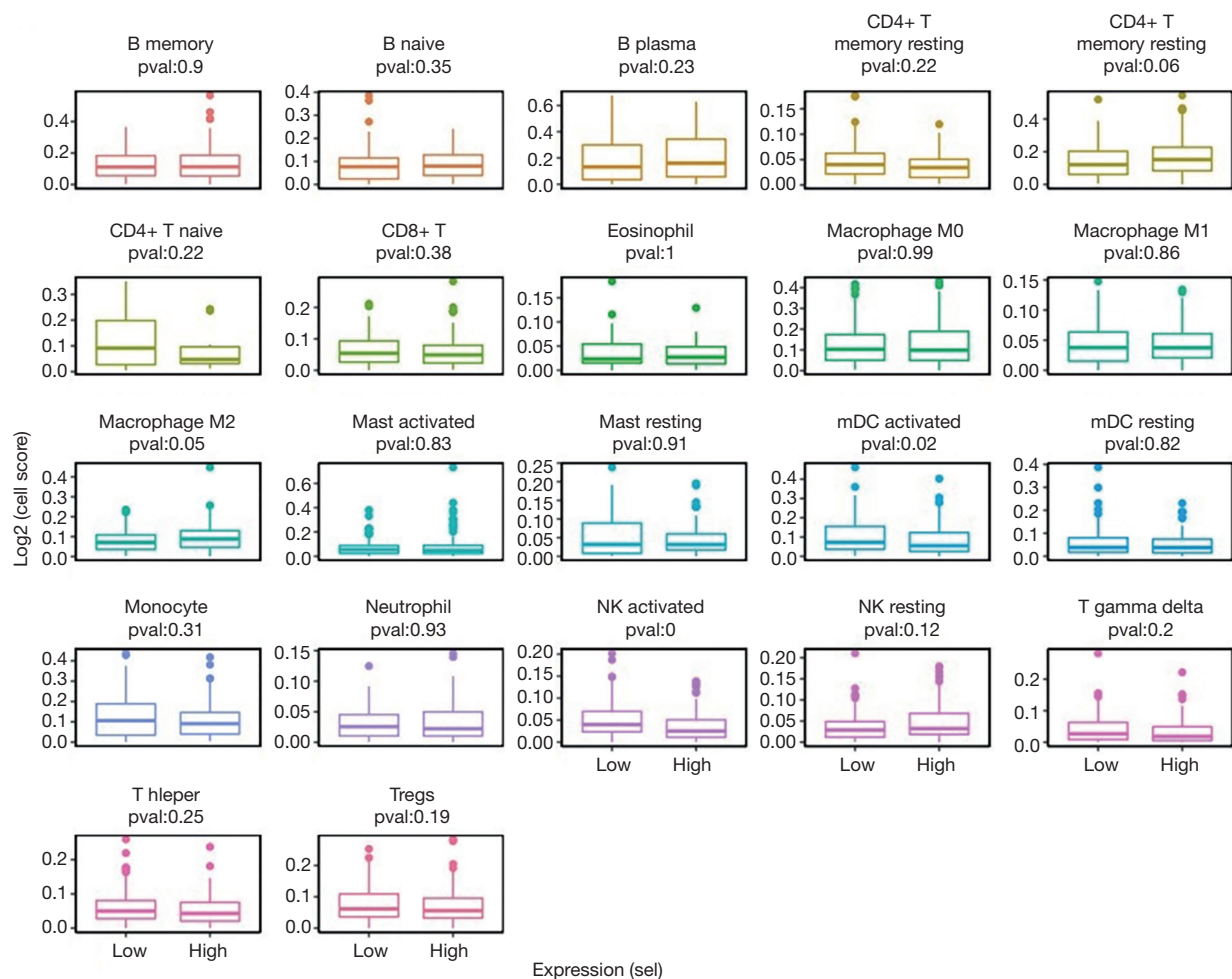 B memory
pval:0.9
B naive
pval:0.35
B plasma
pval:0.23
CD4+ T
memory resting
pval:0.22
CD4+ T
memory resting
pval:0.06
0.4
0.2
0.0
0.4
0.3
0.2
0.1
0.0
0.6
0.4
0.2
0.0
0.15
0.10
0.05
0.00
0.4
0.2
0.0
CD4+ T naive
pval:0.22
CD8+ T
pval:0.38
Eosinophil
pval:1
Macrophage M0
pval:0.99
Macrophage M1
pval:0.86
0.3
0.2
0.1
0.0
0.2
0.1
0.0
0.15
0.10
0.05
0.00
0.4
0.3
0.2
0.1
0.0
0.15
0.10
0.05
0.00
Log2 (cell score)
Macrophage M2
pval:0.05
Mast activated
pval:0.83
Mast resting
pval:0.91
mDC activated
pval:0.02
mDC resting
pval:0.82
0.4
0.3
0.2
0.1
0.0
0.6
0.4
0.2
0.0
0.25
0.20
0.15
0.10
0.05
0.00
0.4
0.3
0.2
0.1
0.0
0.4
0.3
0.2
0.1
0.0
Monocyte
pval:0.31
Neutrophil
pval:0.93
NK activated
pval:0
NK resting
pval:0.12
T gamma delta
pval:0.2
0.4
0.3
0.2
0.1
0.0
0.15
0.10
0.05
0.00
0.20
0.15
0.10
0.05
0.00
0.20
0.15
0.10
0.05
0.00
0.2
0.1
0.0
Low
High
Low
High
Low
High
T hleper
pval:0.25
Tregs
pval:0.19
0.2
0.1
0.0
0.2
0.1
0.0
Low
High
Low
High
Expression (sel)